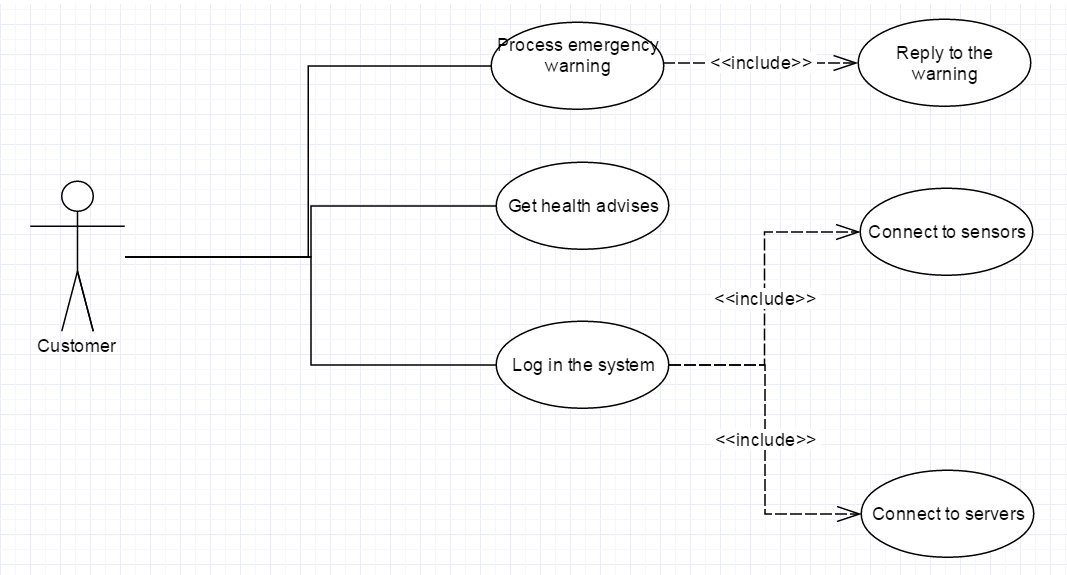 Process emergency
warning
<<include>>
Reply to the
warning
Get health advises
Connect to sensors
<<include>>
Customer
Log in the system
<<include>>
Connect to servers